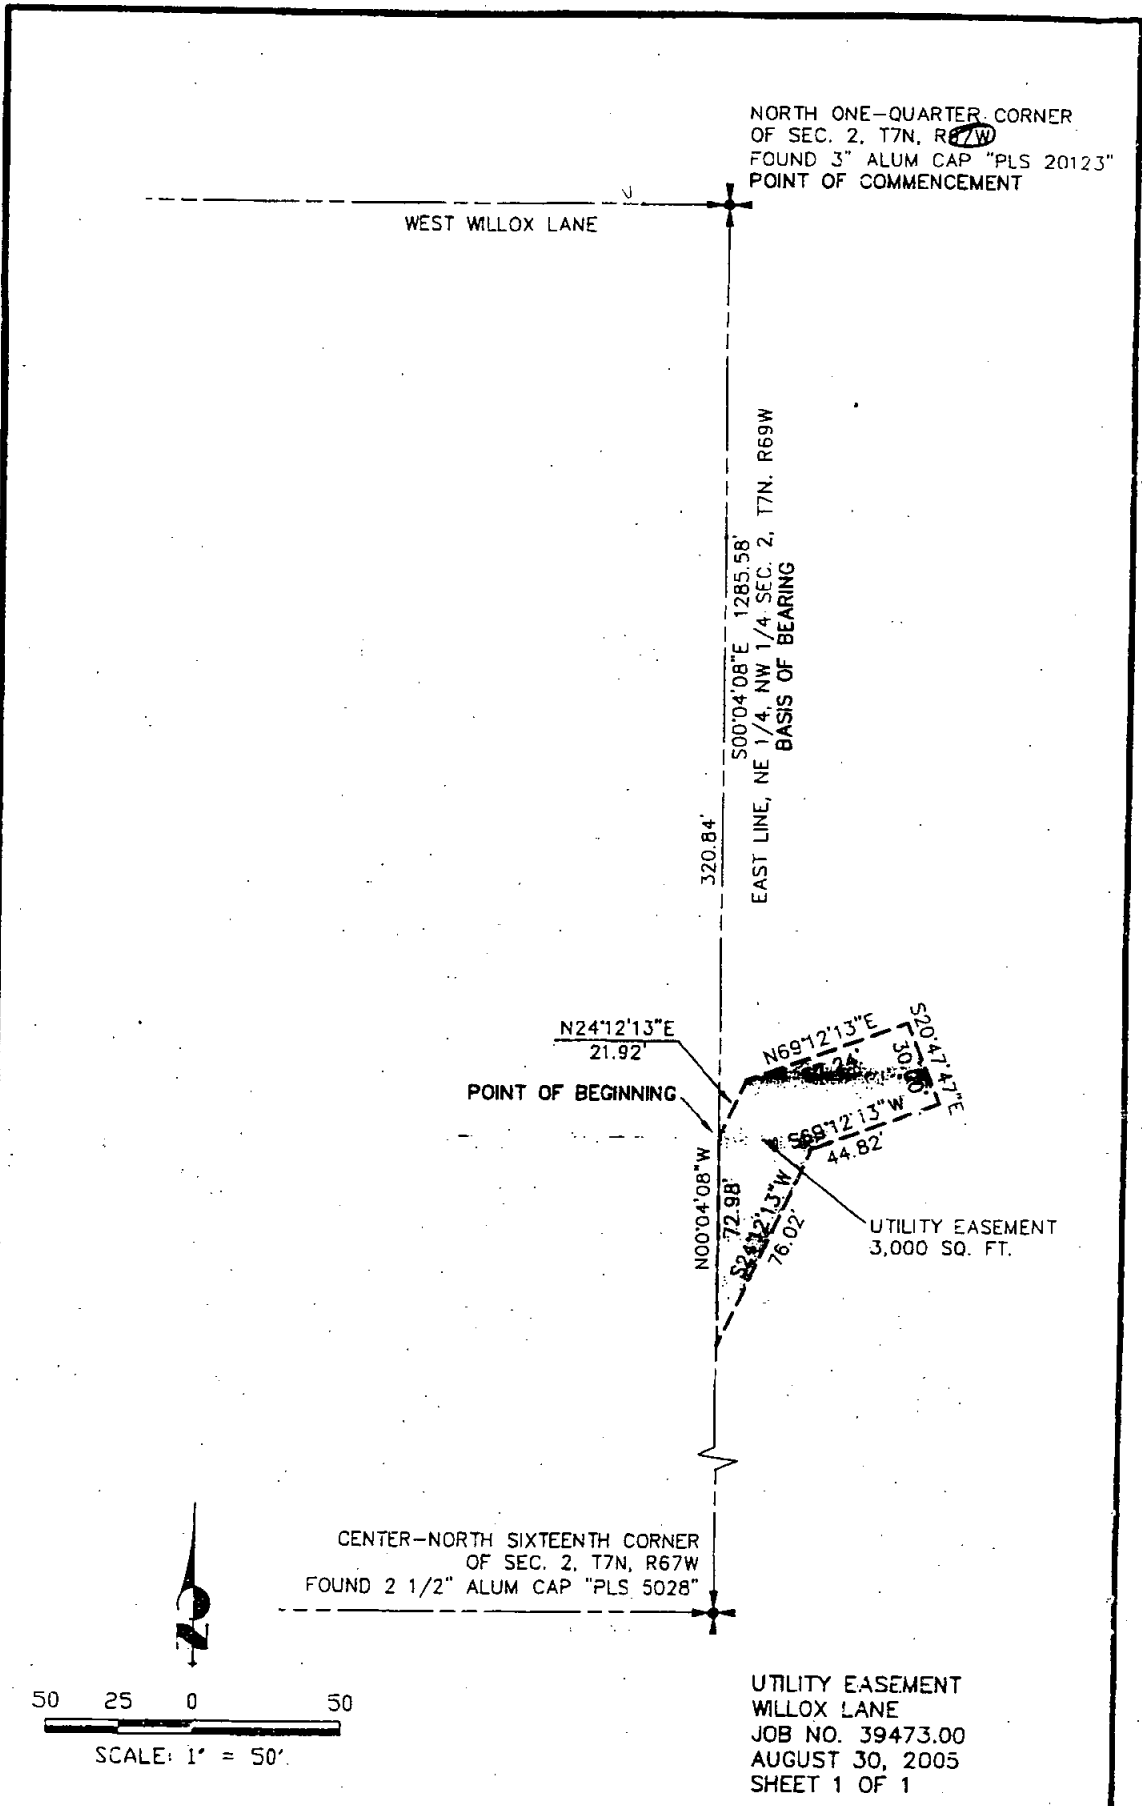 NORTH ONE-QUARTER CORNER
OF SEC. 2, T7N, R67W
FOUND 3" ALUM CAP "PLS 20123"
POINT OF COMMENCEMENT
WEST WILLOX LANE
S00°04'08"E 1285.58'
EAST LINE, NE 1/4, NW 1/4 SEC. 2, T7N. R69W
BASIS OF BEARING
320.84'
N24°12'13"E
21.92'
POINT OF BEGINNING
N69°12'13"E
S20°47'47"E
30.00'
S69°12'13"W
44.82'
N00°04'08"W
72.98'
S24°12'13"W
76.02'
UTILITY EASEMENT
3,000 SQ. FT.
CENTER-NORTH SIXTEENTH CORNER
OF SEC. 2, T7N, R67W
FOUND 2 1/2" ALUM CAP "PLS 5028"
N
50 25 0 50
SCALE: 1" = 50'
UTILITY EASEMENT
WILLOX LANE
JOB NO. 39473.00
AUGUST 30, 2005
SHEET 1 OF 1